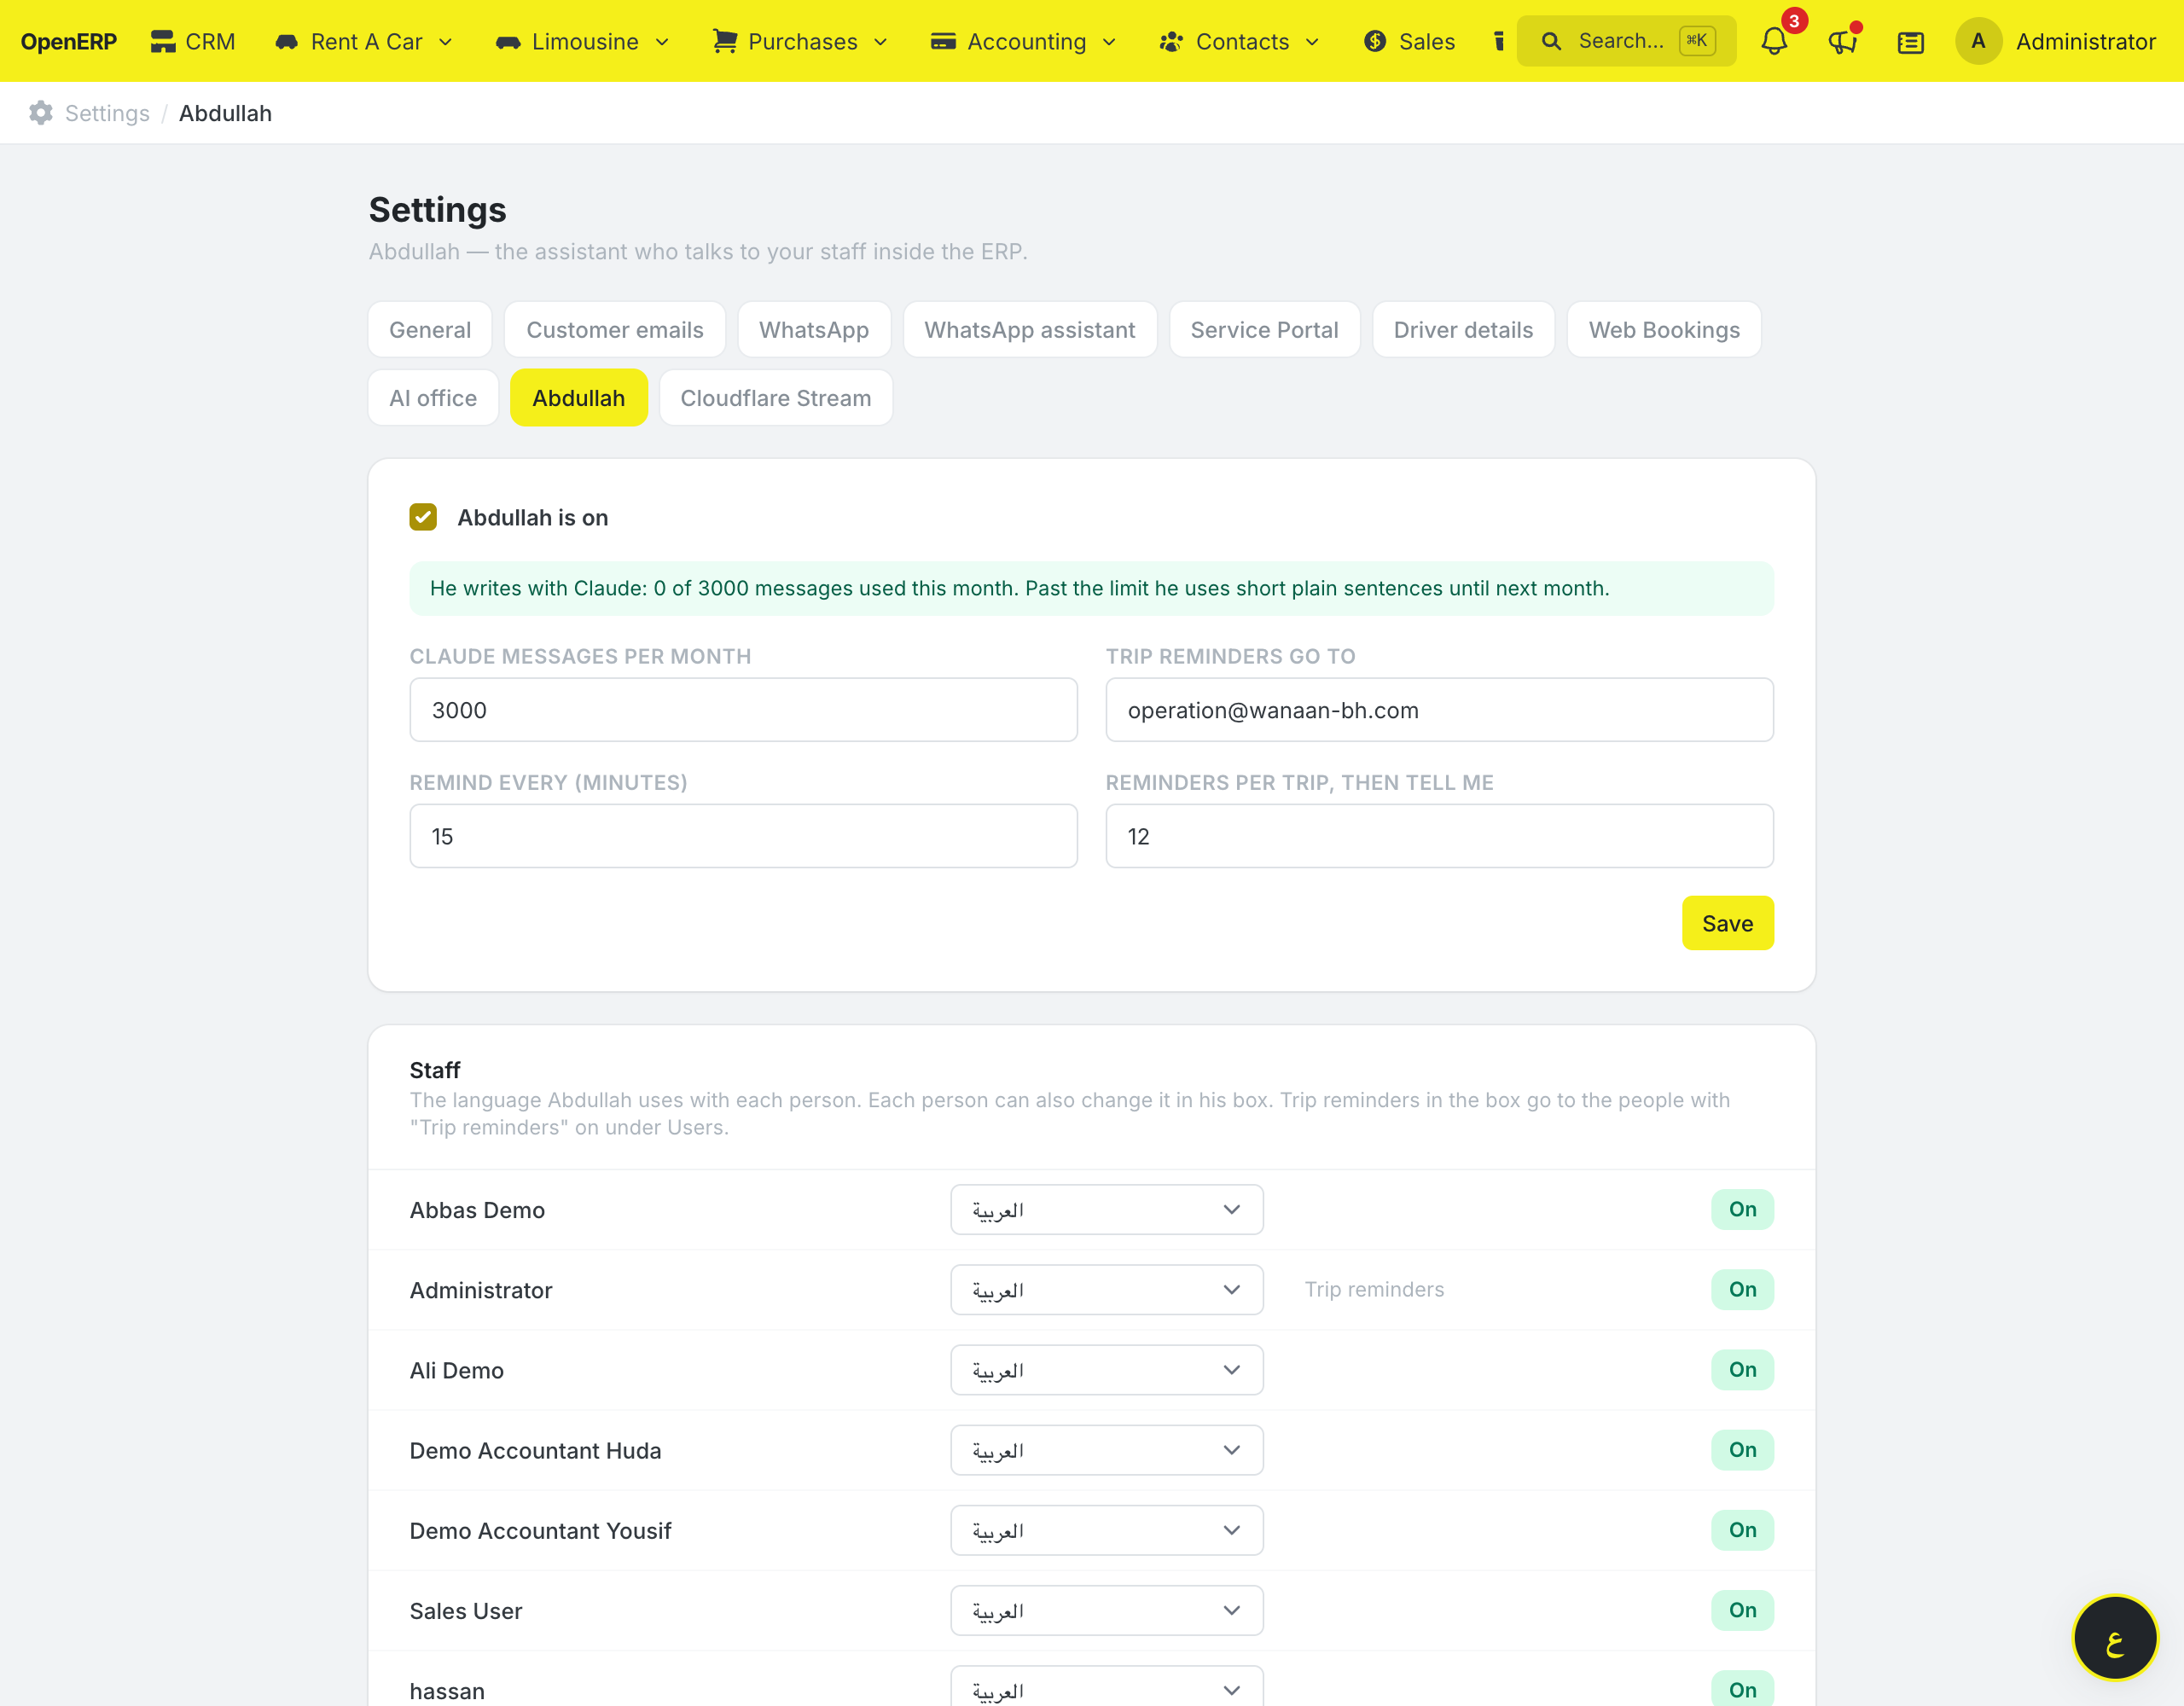 OpenERP CRM Rent A Car Limousine Purchases Accounting Contacts Sales Search... ⌘K 3 A Administrator
Settings / Abdullah
Settings
Abdullah — the assistant who talks to your staff inside the ERP.
General Customer emails WhatsApp WhatsApp assistant Service Portal Driver details Web Bookings
AI office Abdullah Cloudflare Stream
Abdullah is on
He writes with Claude: 0 of 3000 messages used this month. Past the limit he uses short plain sentences until next month.
CLAUDE MESSAGES PER MONTH TRIP REMINDERS GO TO
3000 operation@wanaan-bh.com
REMIND EVERY (MINUTES) REMINDERS PER TRIP, THEN TELL ME
15 12
Save
Staff
The language Abdullah uses with each person. Each person can also change it in his box. Trip reminders in the box go to the people with
"Trip reminders" on under Users.
Abbas Demo العربية On
Administrator العربية Trip reminders On
Ali Demo العربية On
Demo Accountant Huda العربية On
Demo Accountant Yousif العربية On
Sales User العربية On
ع
hassan العربية On